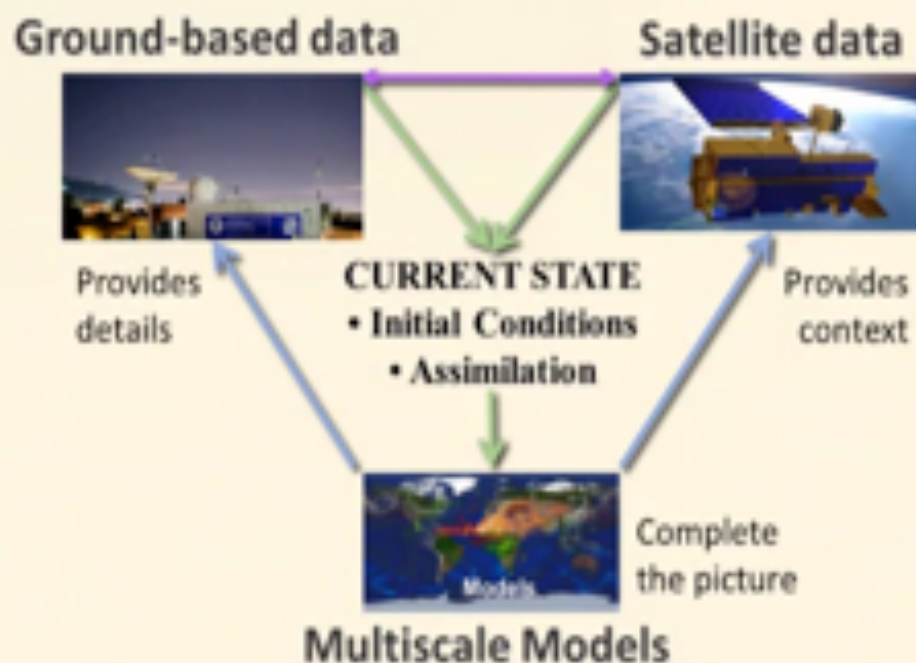 Ground-based data
Satellite data
Provides
details
Provides
context
CURRENT STATE
• Initial Conditions
• Assimilation
Models
Complete
the picture
Multiscale Models